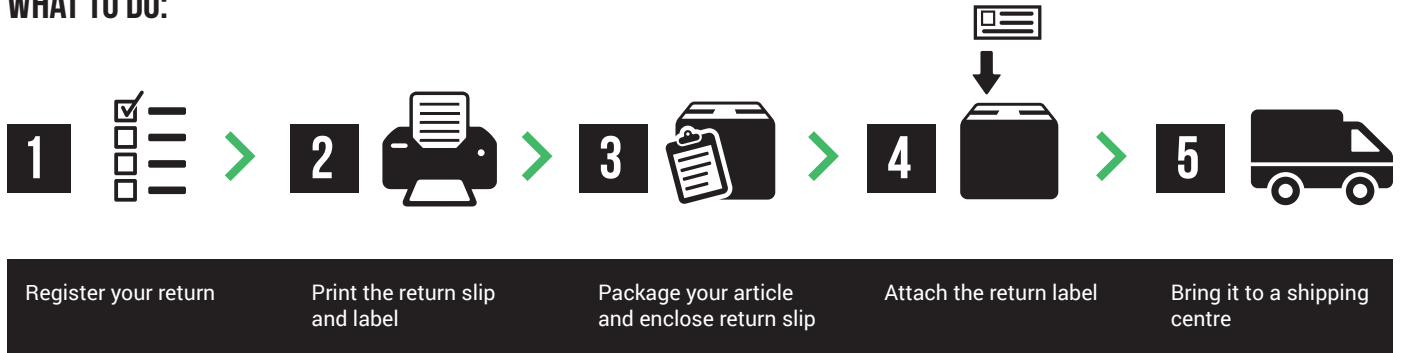 WHAT TO DO:
1
2
3
4
5
Register your return
Print the return slip
and label
Package your article
and enclose return slip
Attach the return label
Bring it to a shipping
centre